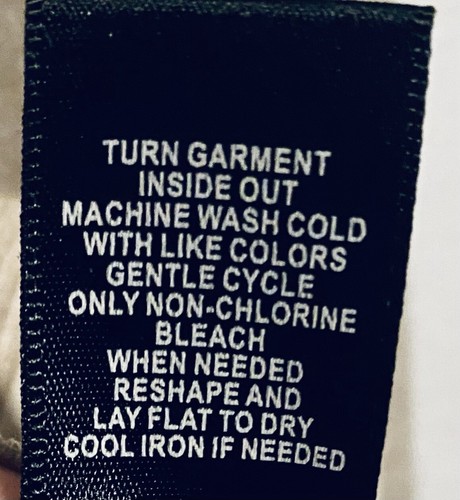 TURN GARMENT
INSIDE OUT
MACHINE WASH COLD
WITH LIKE COLORS
GENTLE CYCLE
ONLY NON-CHLORINE
BLEACH
WHEN NEEDED
RESHAPE AND
LAY FLAT TO DRY
COOL IRON IF NEEDED